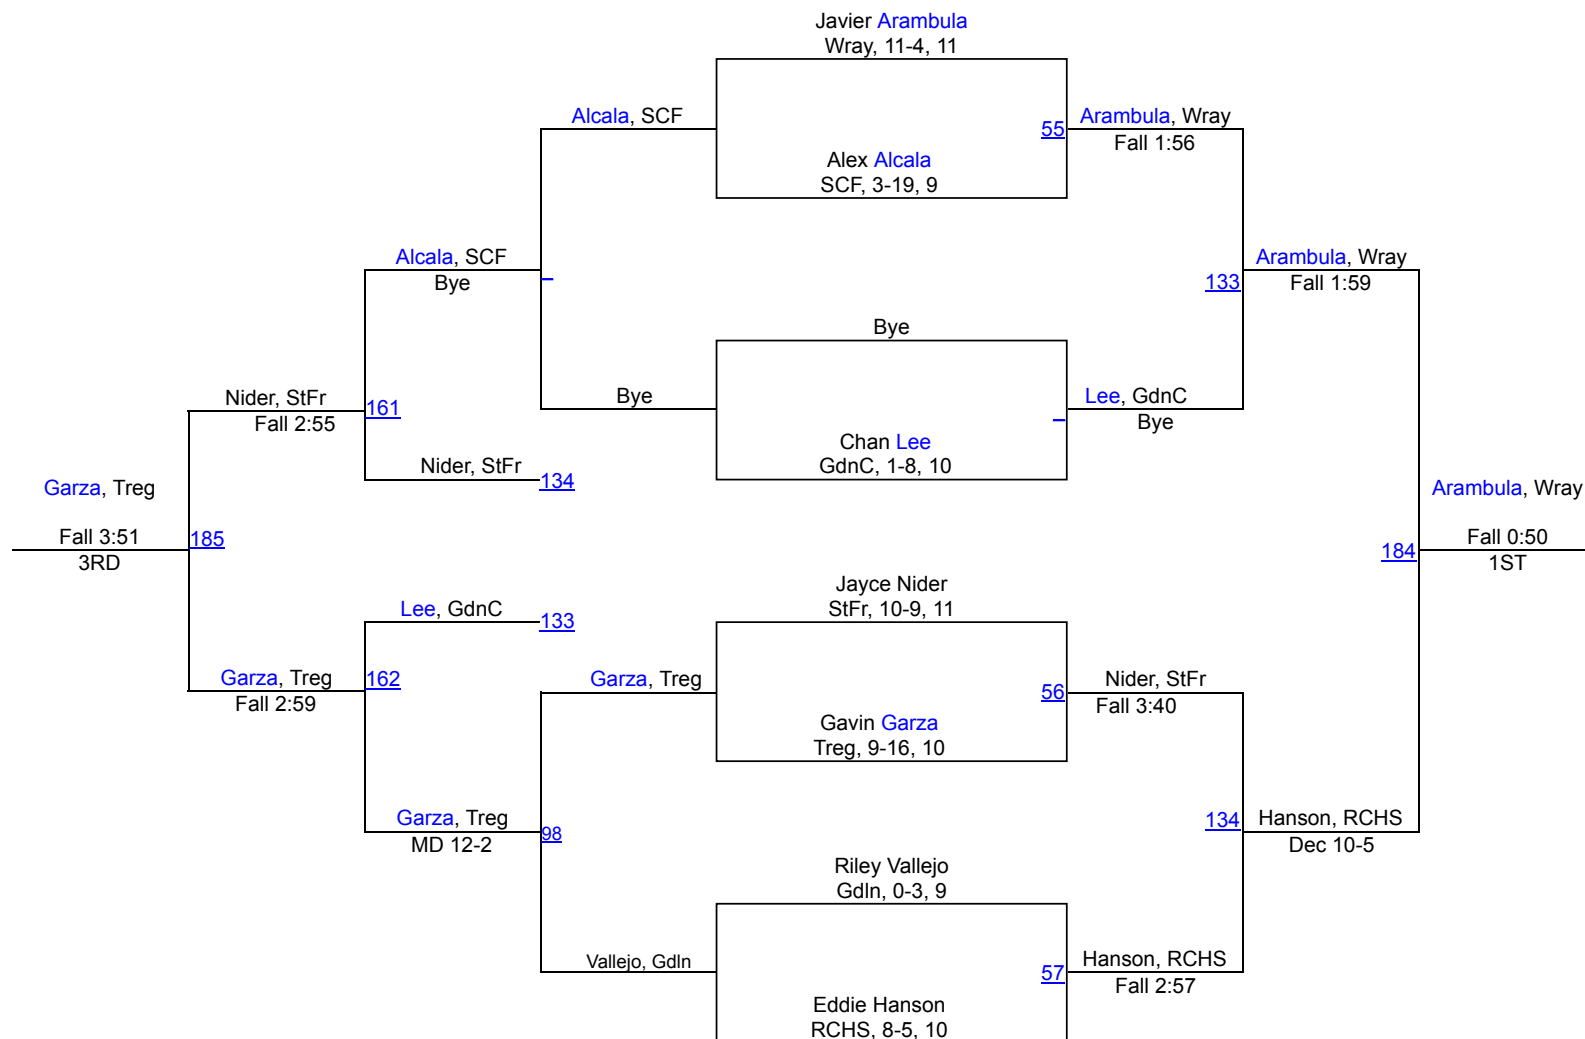 Javier Arambula
Wray, 11-4, 11
Alcala, SCF
55
Arambula, Wray
Fall 1:56
Alex Alcala
SCF, 3-19, 9
Alcala, SCF
Bye
–
133
Arambula, Wray
Fall 1:59
Bye
Nider, StFr
Fall 2:55
161
Bye
–
Lee, GdnC
Bye
Chan Lee
GdnC, 1-8, 10
Nider, StFr
134
Garza, Treg
Fall 3:51
3RD
185
184
Arambula, Wray
Fall 0:50
1ST
Jayce Nider
StFr, 10-9, 11
Lee, GdnC
133
Garza, Treg
Fall 2:59
162
Garza, Treg
56
Nider, StFr
Fall 3:40
Gavin Garza
Treg, 9-16, 10
Garza, Treg
MD 12-2
98
134
Hanson, RCHS
Dec 10-5
Riley Vallejo
Gdln, 0-3, 9
Vallejo, Gdln
57
Hanson, RCHS
Fall 2:57
Eddie Hanson
RCHS, 8-5, 10